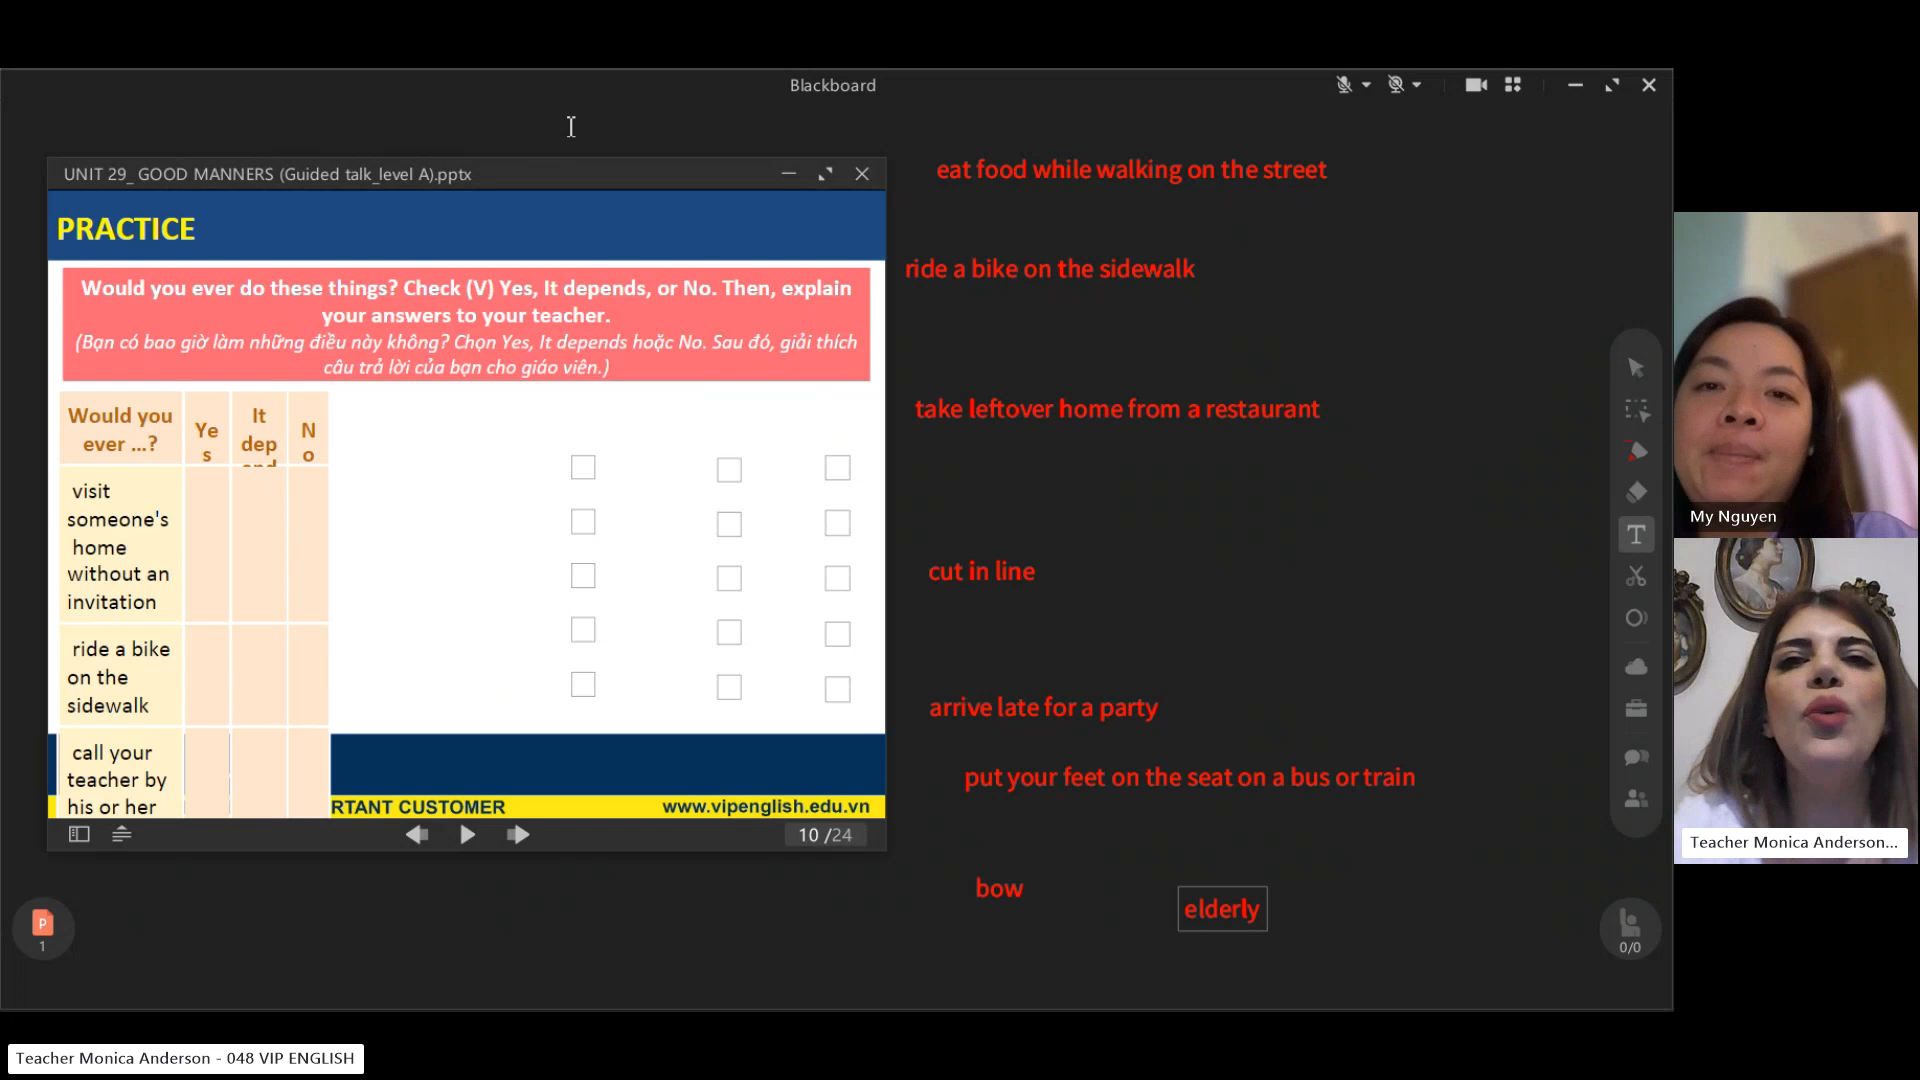 Blackboard
UNIT 29_ GOOD MANNERS (Guided talk_level A).pptx
PRACTICE
Would you ever do these things? Check (V) Yes, It depends, or No. Then, explain
your answers to your teacher.
(Bạn có bao giờ làm những điều này không? Chọn Yes, It depends hoặc No. Sau đó, giải thích
câu trả lời của bạn cho giáo viên.)
Would you
ever ...?
Ye
s
It
dep
end
N
o
visit
someone's
home
without an
invitation
ride a bike
on the
sidewalk
call your
teacher by
his or her
RTANT CUSTOMER
www.vipenglish.edu.vn
10 /24
eat food while walking on the street
ride a bike on the sidewalk
take leftover home from a restaurant
cut in line
arrive late for a party
put your feet on the seat on a bus or train
bow
elderly
P
1
T
0/0
My Nguyen
Teacher Monica Anderson...
Teacher Monica Anderson - 048 VIP ENGLISH